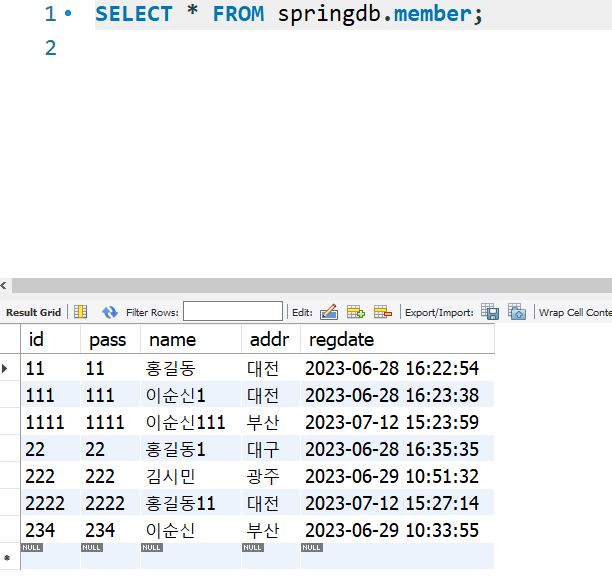 1 SELECT * FROM springdb.member;
2
Result Grid Filter Rows: Edit: Export/Import: Wrap Cell Conte
id pass name addr regdate
11 11 홍길동 대전 2023-06-28 16:22:54
111 111 이순신1 대전 2023-06-28 16:23:38
1111 1111 이순신111 부산 2023-07-12 15:23:59
22 22 홍길동1 대구 2023-06-28 16:35:35
222 222 김시민 광주 2023-06-29 10:51:32
2222 2222 홍길동11 대전 2023-07-12 15:27:14
234 234 이순신 부산 2023-06-29 10:33:55
NULL NULL NULL NULL NULL